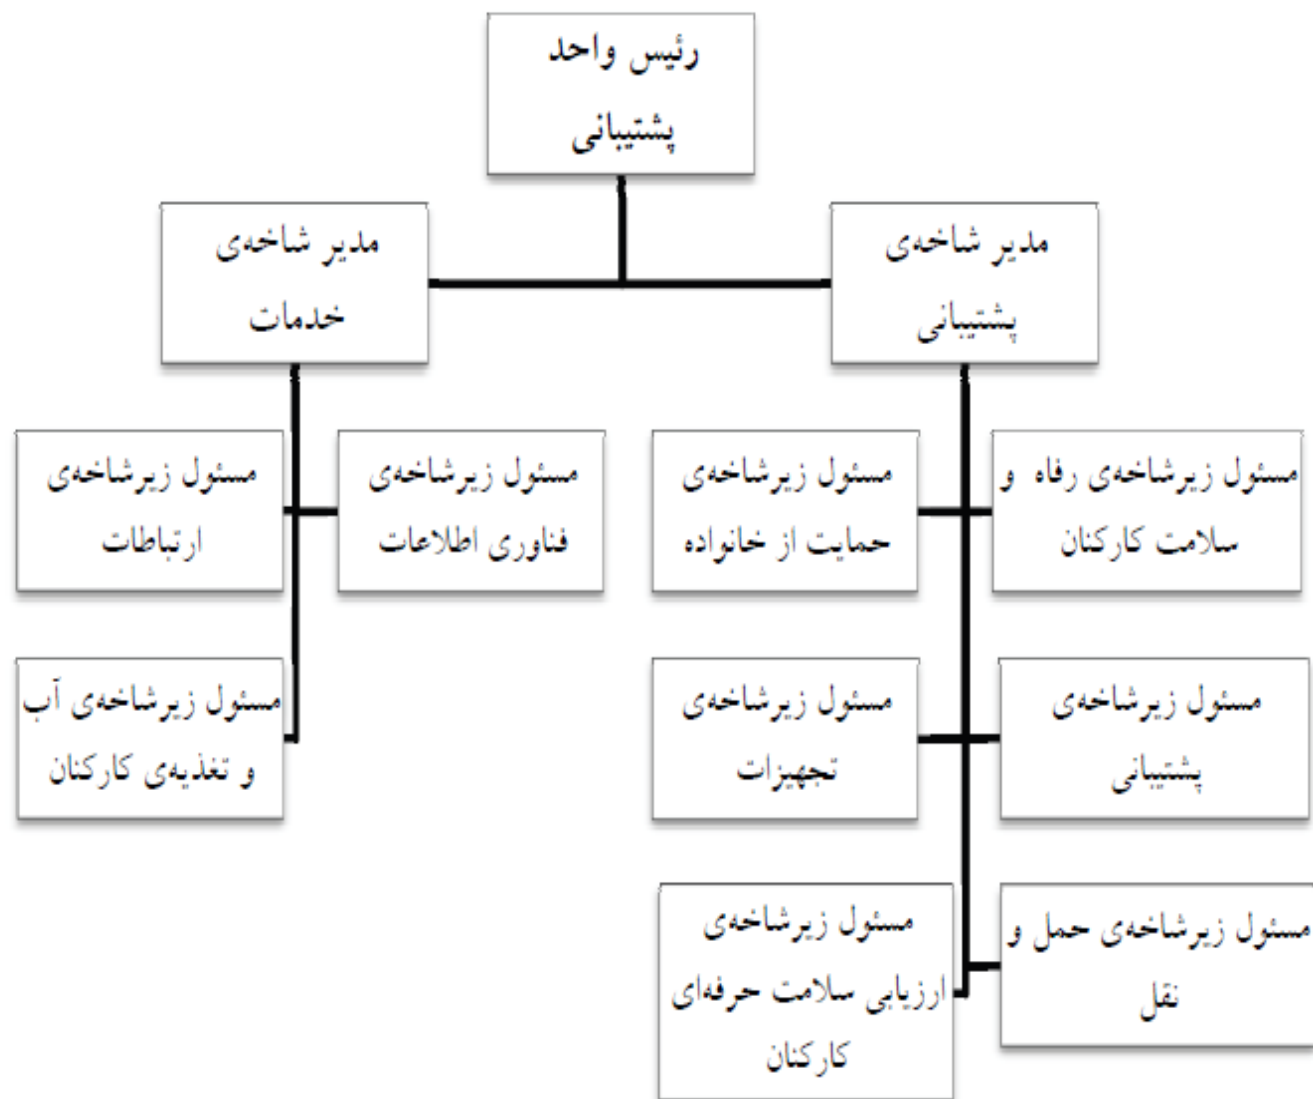 رئیس واحد
پشتیبانی
مدیر شاخه‌ی
پشتیبانی
مدیر شاخه‌ی
خدمات
مسئول زیرشاخه‌ی رفاه و
سلامت کارکنان
مسئول زیرشاخه‌ی
حمایت از خانواده
مسئول زیرشاخه‌ی
فناوری اطلاعات
مسئول زیرشاخه‌ی
ارتباطات
مسئول زیرشاخه‌ی
پشتیبانی
مسئول زیرشاخه‌ی
تجهیزات
مسئول زیرشاخه‌ی آب
و تغذیه‌ی کارکنان
مسئول زیرشاخه‌ی حمل و
نقل
مسئول زیرشاخه‌ی
ارزیابی سلامت حرفه‌ای
کارکنان